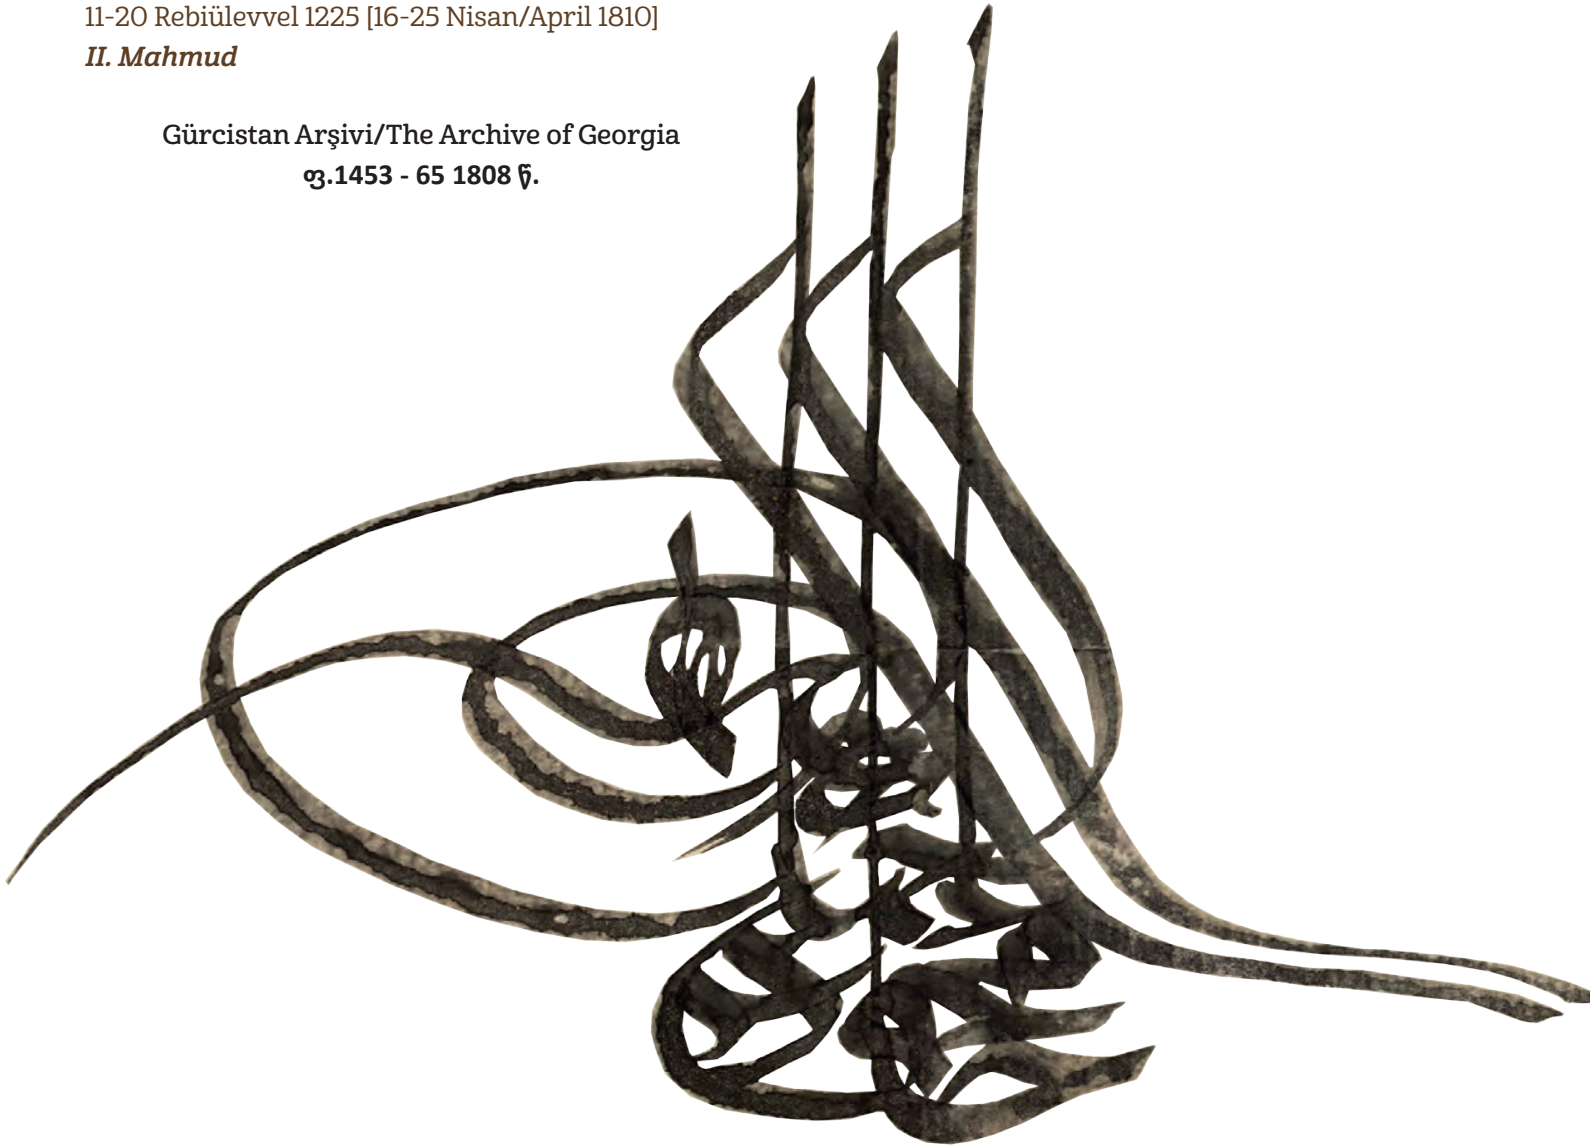 11-20 Rebiülevvel 1225 [16-25 Nisan/April 1810]
II. Mahmud
Gürcistan Arşivi/The Archive of Georgia
ფ.1453 - 65 1808 წ.